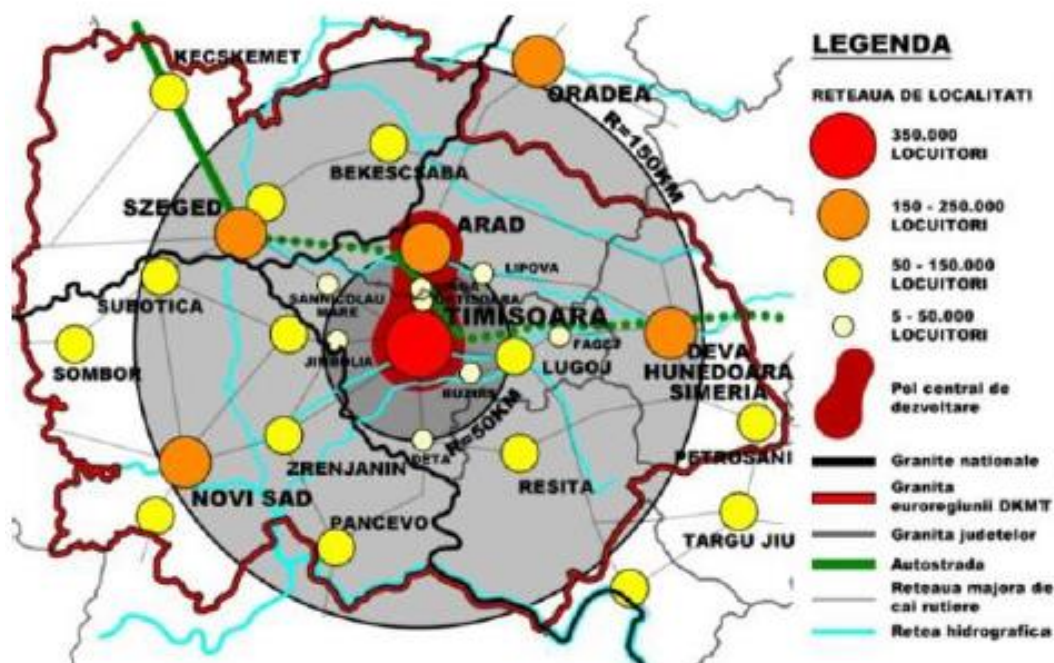 KECSKEMET
ORADEA
R=150KM
BEKESCSABA
SZEGED
ARAD
LIPOVA
SANNICOLAU
MARE
SUBOTICA
TIMISOARA
FAGET
JIMBOLIA
LUGOJ
DEVA
HUNEDOARA
SIMERIA
SOMBOR
BUZIAS
R=50KM
DETA
ZRENJANIN
RESITA
PETROSANI
NOVI SAD
PANCEVO
TARGU JIU
LEGENDA
RETEAUA DE LOCALITATI
350.000
LOCUITORI
150 - 250.000
LOCUITORI
50 - 150.000
LOCUITORI
5 - 50.000
LOCUITORI
Pol central de
dezvoltare
Granite nationale
Granita
euroregiunii DKMT
Granita judetelor
Autostrada
Reteaua majora de
cai rutiere
Retea hidrografica